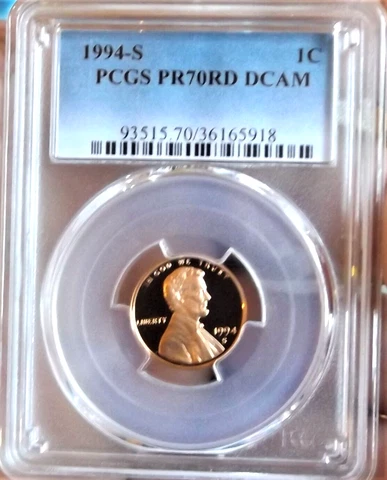 1994-S 1C
PCGS PR70RD DCAM
93515.70/36165918
IN GOD WE TRUST
LIBERTY
1994
S